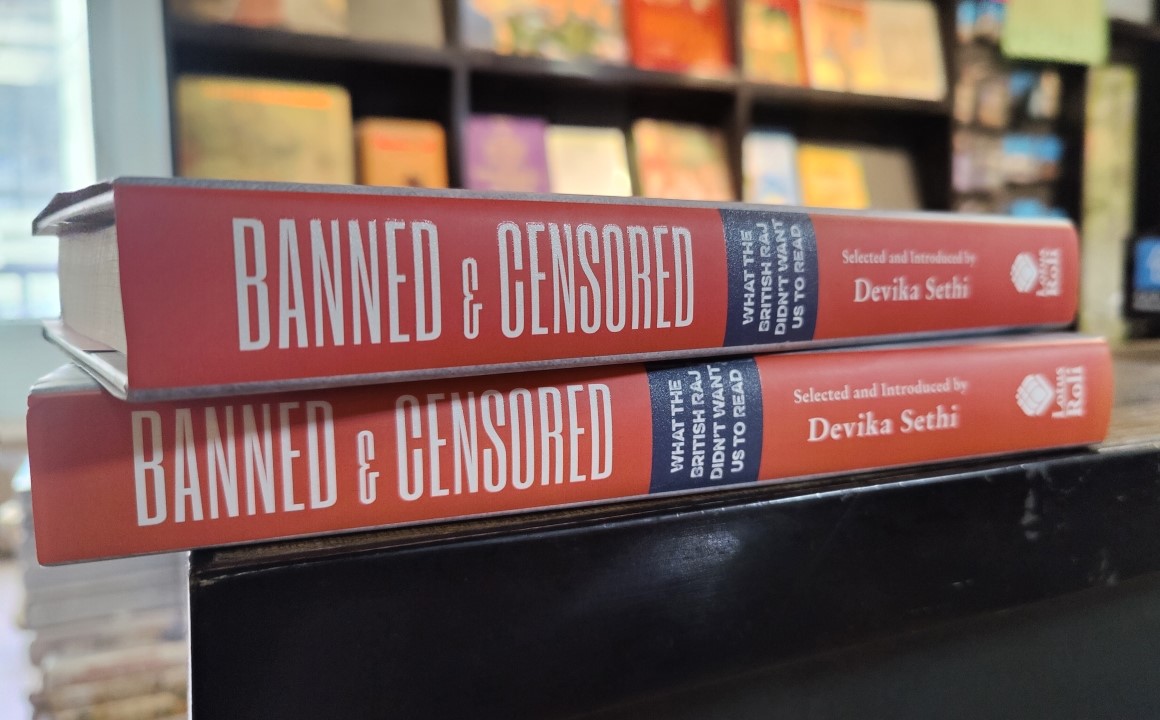 BANNED & CENSORED
WHAT THE
BRITISH RAJ
DIDN'T WANT
US TO READ
Selected and Introduced by
Devika Sethi
LOTUS
Roli
BANNED & CENSORED
WHAT THE
BRITISH RAJ
DIDN'T WANT
US TO READ
Selected and Introduced by
Devika Sethi
LOTUS
Roli